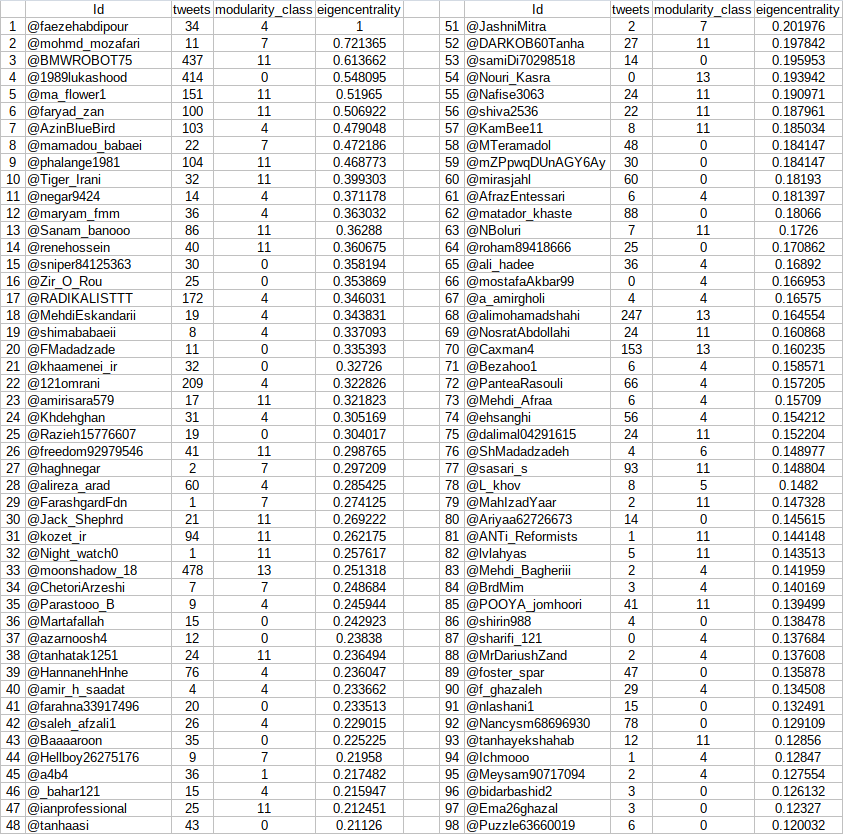 Id tweets modularity_class eigencentrality Id tweets modularity_class eigencentrality
1 @faezehabdipour 34 4 1 51 @JashniMitra 2 7 0.201976
2 @mohmd_mozafari 11 7 0.721365 52 @DARKOB60Tanha 27 11 0.197842
3 @BMWROBOT75 437 11 0.613662 53 @samiDi70298518 14 0 0.195953
4 @1989lukashood 414 0 0.548095 54 @Nouri_Kasra 0 13 0.193942
5 @ma_flower1 151 11 0.51965 55 @Nafise3063 24 11 0.190971
6 @faryad_zan 100 11 0.506922 56 @shiva2536 22 11 0.187961
7 @AzinBlueBird 103 4 0.479048 57 @KamBee11 8 11 0.185034
8 @mamadou_babaei 22 7 0.472186 58 @MTeramadol 48 0 0.184147
9 @phalange1981 104 11 0.468773 59 @mZPpwqDUnAGY6Ay 30 0 0.184147
10 @Tiger_Irani 32 11 0.399303 60 @mirasjahl 60 0 0.18193
11 @negar9424 14 4 0.371178 61 @AfrazEntessari 6 4 0.181397
12 @maryam_fmm 36 4 0.363032 62 @matador_khaste 88 0 0.18066
13 @Sanam_banooo 86 11 0.36288 63 @NBoluri 7 11 0.1726
14 @renehossein 40 11 0.360675 64 @roham89418666 25 0 0.170862
15 @sniper84125363 30 0 0.358194 65 @ali_hadee 36 4 0.16892
16 @Zir_O_Rou 25 0 0.353869 66 @mostafaAkbar99 0 4 0.166953
17 @RADIKALISTTT 172 4 0.346031 67 @a_amirgholi 4 4 0.16575
18 @MehdiEskandarii 19 4 0.343831 68 @alimohamadshahi 247 13 0.164554
19 @shimababaeii 8 4 0.337093 69 @NosratAbdollahi 24 11 0.160868
20 @FMadadzade 11 0 0.335393 70 @Caxman4 153 13 0.160235
21 @khaamenei_ir 32 0 0.32726 71 @Bezahoo1 6 4 0.158571
22 @121omrani 209 4 0.322826 72 @PanteaRasouli 66 4 0.157205
23 @amirisara579 17 11 0.321823 73 @Mehdi_Afraa 6 4 0.15709
24 @Khdehghan 31 4 0.305169 74 @ehsanghi 56 4 0.154212
25 @Razieh15776607 19 0 0.304017 75 @dalimal04291615 24 11 0.152204
26 @freedom92979546 41 11 0.298765 76 @ShMadadzadeh 4 6 0.148977
27 @haghnegar 2 7 0.297209 77 @sasari_s 93 11 0.148804
28 @alireza_arad 60 4 0.285425 78 @L_khov 8 5 0.1482
29 @FarashgardFdn 1 7 0.274125 79 @MahIzadYaar 2 11 0.147328
30 @Jack_Shephrd 21 11 0.269222 80 @Ariyaa62726673 14 0 0.145615
31 @kozet_ir 94 11 0.262175 81 @ANTi_Reformists 1 11 0.144148
32 @Night_watch0 1 11 0.257617 82 @lvlahyas 5 11 0.143513
33 @moonshadow_18 478 13 0.251318 83 @Mehdi_Bagheriii 2 4 0.141959
34 @ChetoriArzeshi 7 7 0.248684 84 @BrdMim 3 4 0.140169
35 @Parastooo_B 9 4 0.245944 85 @POOYA_jomhoori 41 11 0.139499
36 @Martafallah 15 0 0.242923 86 @shirin988 4 0 0.138478
37 @azarnoosh4 12 0 0.23838 87 @sharifi_121 0 4 0.137684
38 @tanhatak1251 24 11 0.236494 88 @MrDariushZand 2 4 0.137608
39 @HannanehHnhe 76 4 0.236047 89 @foster_spar 47 0 0.135878
40 @amir_h_saadat 4 4 0.233662 90 @f_ghazaleh 29 4 0.134508
41 @farahna33917496 20 0 0.233513 91 @nlashani1 15 0 0.132491
42 @saleh_afzali1 26 4 0.229015 92 @Nancysm68696930 78 0 0.129109
43 @Baaaaroon 35 0 0.225225 93 @tanhayekshahab 12 11 0.12856
44 @Hellboy26275176 9 7 0.21958 94 @Ichmooo 1 4 0.12847
45 @a4b4 36 1 0.217482 95 @Meysam90717094 2 4 0.127554
46 @_bahar121 15 4 0.215947 96 @bidarbashid2 3 0 0.126132
47 @ianprofessional 25 11 0.212451 97 @Ema26ghazal 3 0 0.12327
48 @tanhaasi 43 0 0.21126 98 @Puzzle63660019 6 0 0.120032